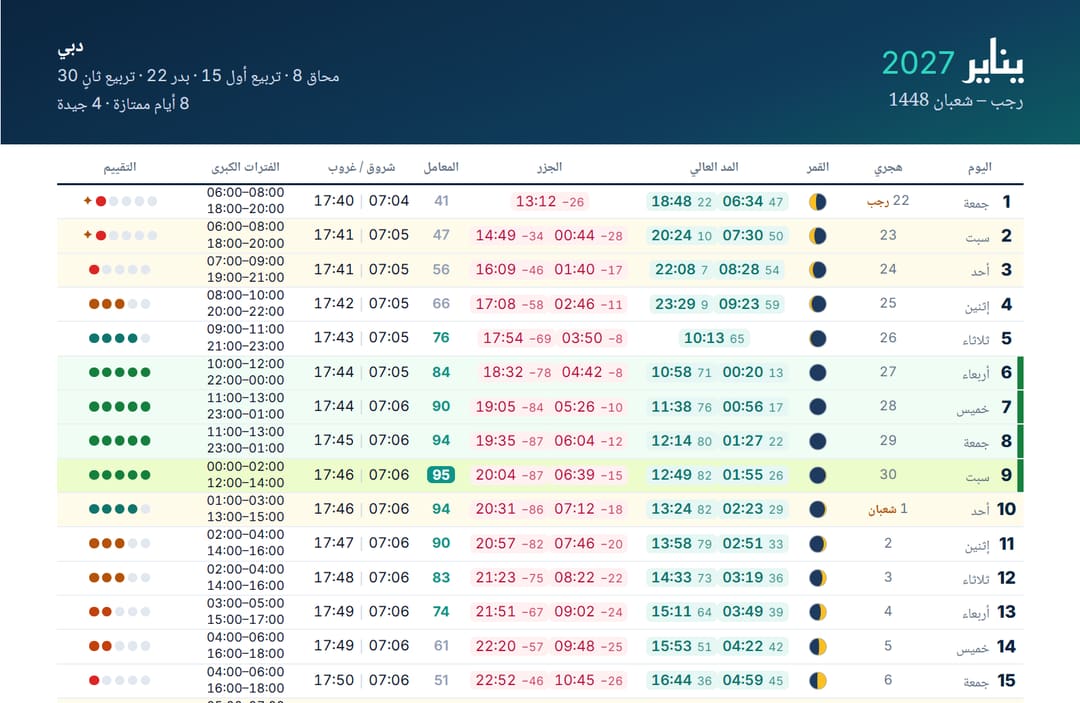 يناير 2027
رجب – شعبان 1448
دبي
محاق 8 · تربيع أول 15 · بدر 22 · تربيع ثانٍ 30
8 أيام ممتازة · 4 جيدة
اليوم هجري القمر المد العالي الجزر المعامل شروق / غروب الفترات الكبرى التقييم
1 جمعة 22 رجب 06:34 47 18:48 22 13:12 −26 41 07:04 | 17:40 06:00–08:00 18:00–20:00 ✦
2 سبت 23 07:30 50 20:24 10 00:44 −28 14:49 −34 47 07:05 | 17:41 06:00–08:00 18:00–20:00 ✦
3 أحد 24 08:28 54 22:08 7 01:40 −17 16:09 −46 56 07:05 | 17:41 07:00–09:00 19:00–21:00
4 إثنين 25 09:23 59 23:29 9 02:46 −11 17:08 −58 66 07:05 | 17:42 08:00–10:00 20:00–22:00
5 ثلاثاء 26 10:13 65 03:50 −8 17:54 −69 76 07:05 | 17:43 09:00–11:00 21:00–23:00
6 أربعاء 27 00:20 13 10:58 71 04:42 −8 18:32 −78 84 07:05 | 17:44 10:00–12:00 22:00–00:00
7 خميس 28 00:56 17 11:38 76 05:26 −10 19:05 −84 90 07:06 | 17:44 11:00–13:00 23:00–01:00
8 جمعة 29 01:27 22 12:14 80 06:04 −12 19:35 −87 94 07:06 | 17:45 11:00–13:00 23:00–01:00
9 سبت 30 01:55 26 12:49 82 06:39 −15 20:04 −87 95 07:06 | 17:46 00:00–02:00 12:00–14:00
10 أحد 1 شعبان 02:23 29 13:24 82 07:12 −18 20:31 −86 94 07:06 | 17:46 01:00–03:00 13:00–15:00
11 إثنين 2 02:51 33 13:58 79 07:46 −20 20:57 −82 90 07:06 | 17:47 02:00–04:00 14:00–16:00
12 ثلاثاء 3 03:19 36 14:33 73 08:22 −22 21:23 −75 83 07:06 | 17:48 02:00–04:00 14:00–16:00
13 أربعاء 4 03:49 39 15:11 64 09:02 −24 21:51 −67 74 07:06 | 17:49 03:00–05:00 15:00–17:00
14 خميس 5 04:22 42 15:53 51 09:48 −25 22:20 −57 61 07:06 | 17:49 04:00–06:00 16:00–18:00
15 جمعة 6 04:59 45 16:44 36 10:45 −26 22:52 −46 51 07:06 | 17:50 04:00–06:00 16:00–18:00